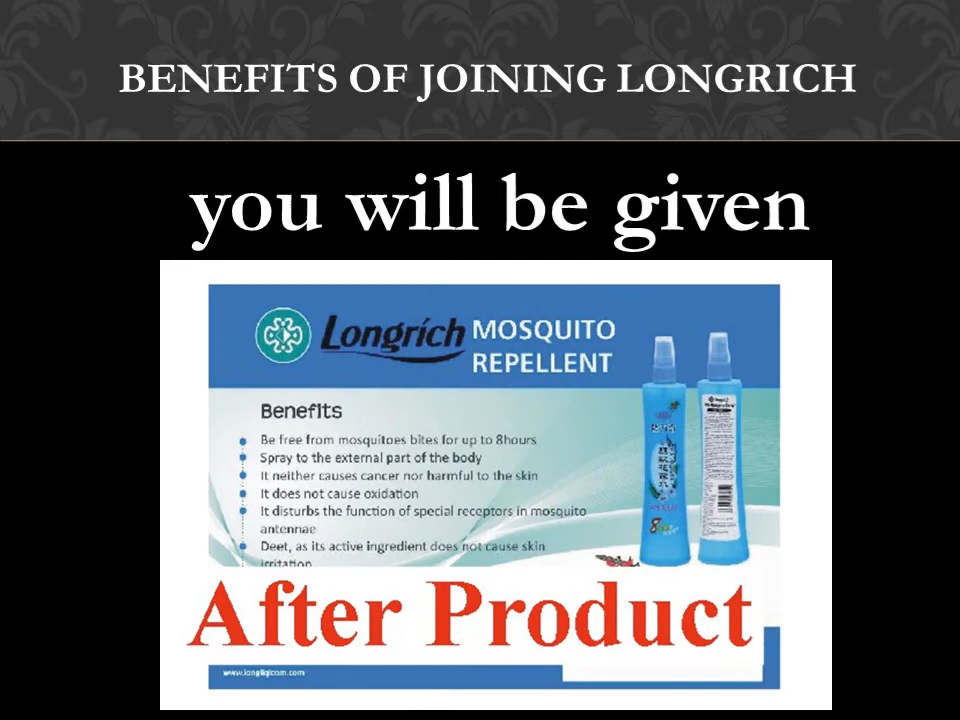 BENEFITS OF JOINING LONGRICH
you will be given
Longrich MOSQUITO
REPELLENT
Benefits
Be free from mosquitoes bites for up to 8hours
Spray to the external part of the body
It neither causes cancer nor harmful to the skin
It does not cause oxidation
It disturbs the function of special receptors in mosquito
antennae
Deet, as its active ingredient does not cause skin
irritation
8
After Product